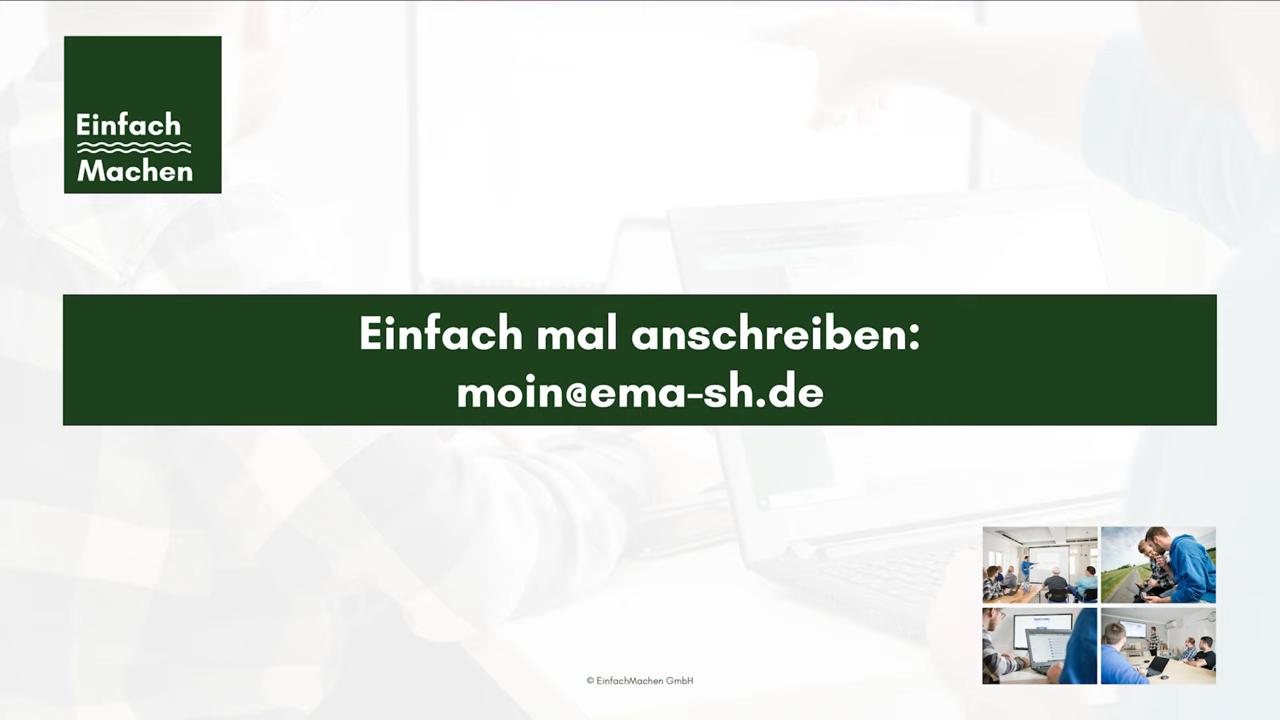 Einfach
Machen
Einfach mal anschreiben:
moin@ema-sh.de
© EinfachMachen GmbH